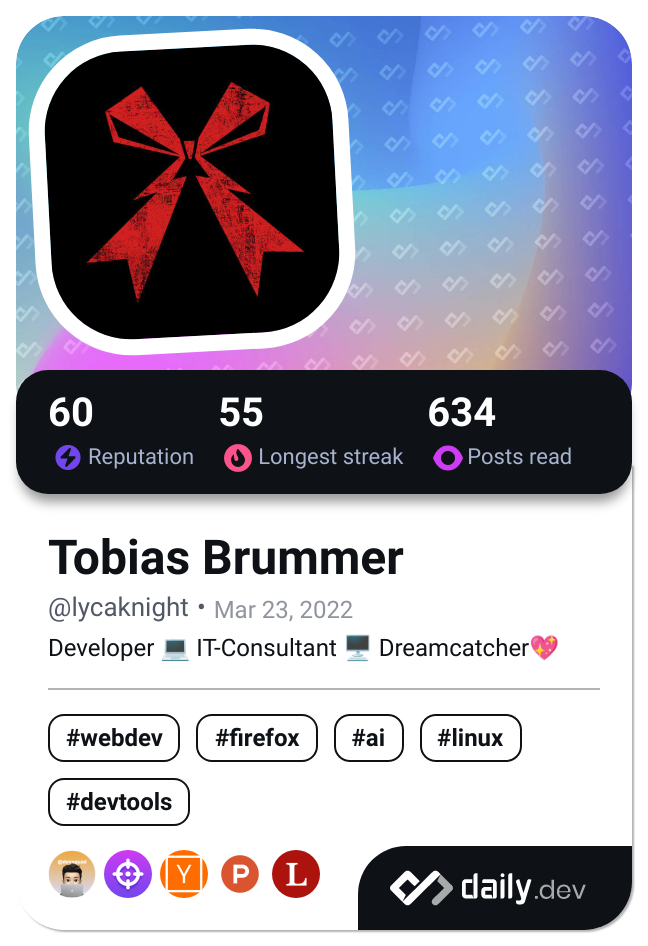 60 55 634
Reputation Longest streak Posts read
Tobias Brummer
@lycaknight • Mar 23, 2022
Developer 💻 IT-Consultant 🖥️ Dreamcatcher💖
#webdev #firefox #ai #linux
#devtools
Y P L
daily.dev